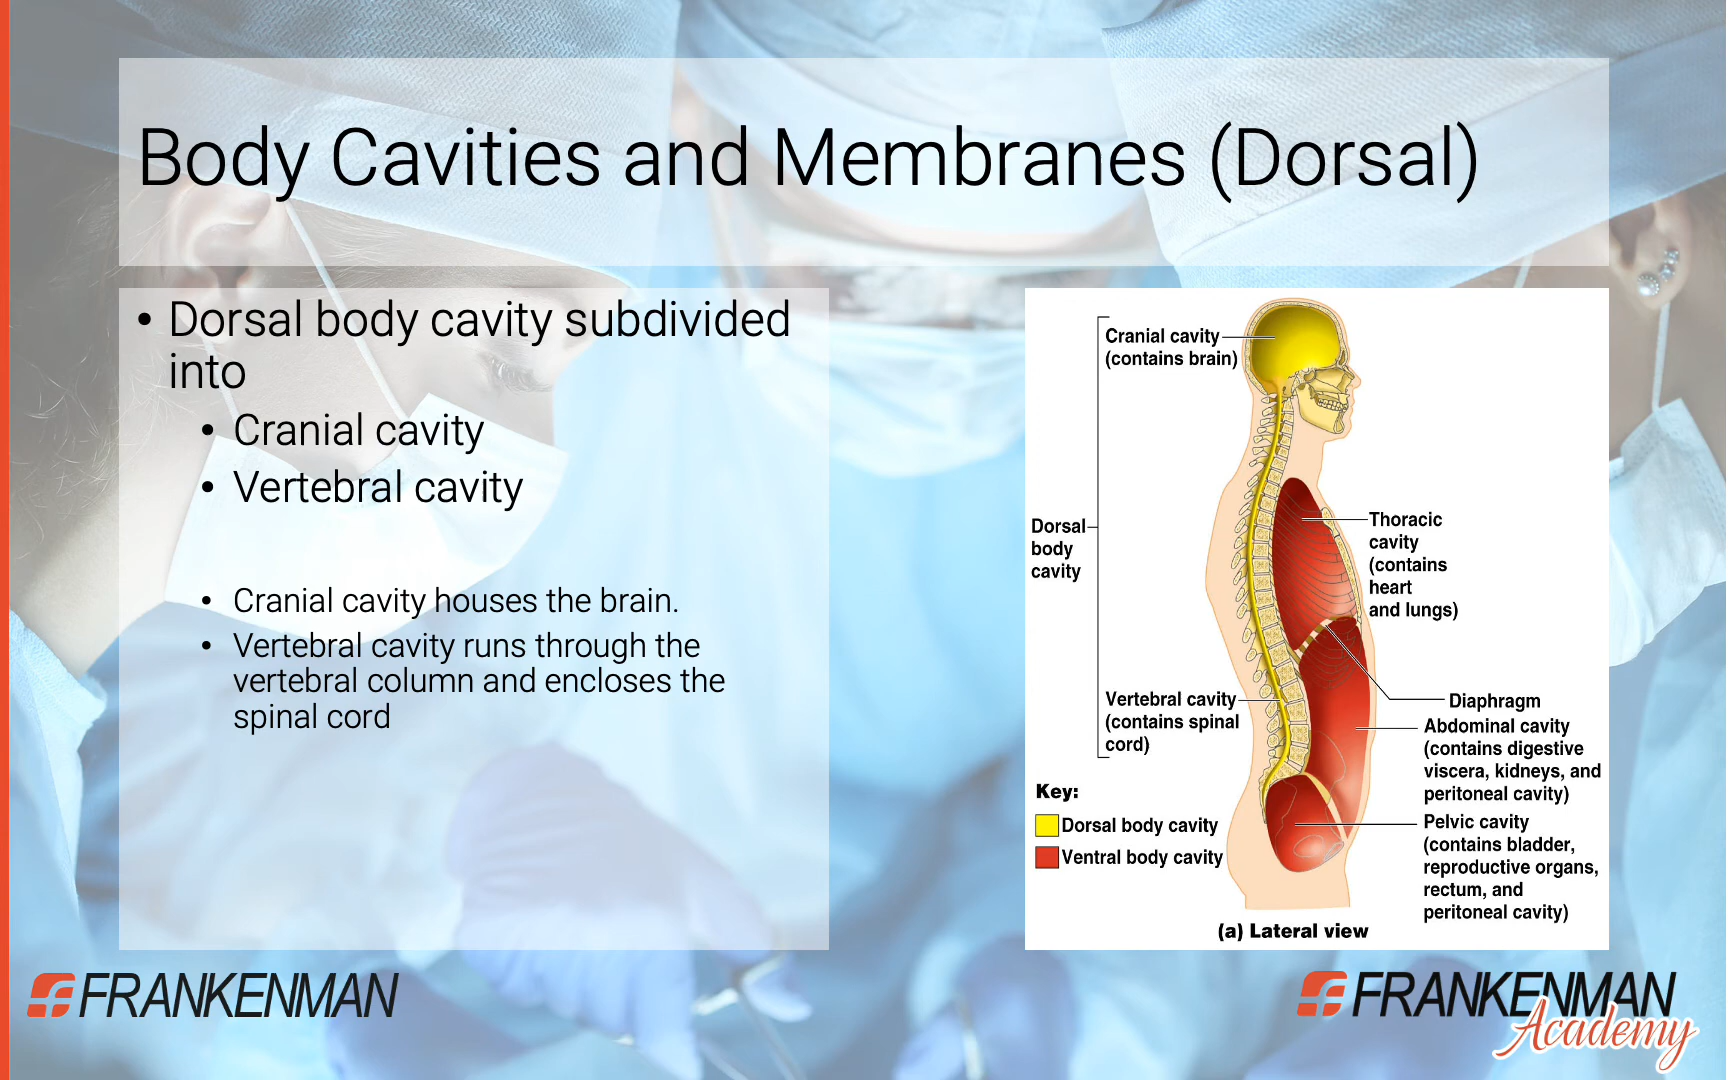 Body Cavities and Membranes (Dorsal)
• Dorsal body cavity subdivided
into
• Cranial cavity
• Vertebral cavity
• Cranial cavity houses the brain.
• Vertebral cavity runs through the
vertebral column and encloses the
spinal cord
Cranial cavity
(contains brain)
Dorsal
body
cavity
Vertebral cavity
(contains spinal
cord)
Thoracic
cavity
(contains
heart
and lungs)
Diaphragm
Abdominal cavity
(contains digestive
viscera, kidneys, and
peritoneal cavity)
Pelvic cavity
(contains bladder,
reproductive organs,
rectum, and
peritoneal cavity)
Key:
Dorsal body cavity
Ventral body cavity
(a) Lateral view
FRANKENMAN
FRANKENMAN
Academy